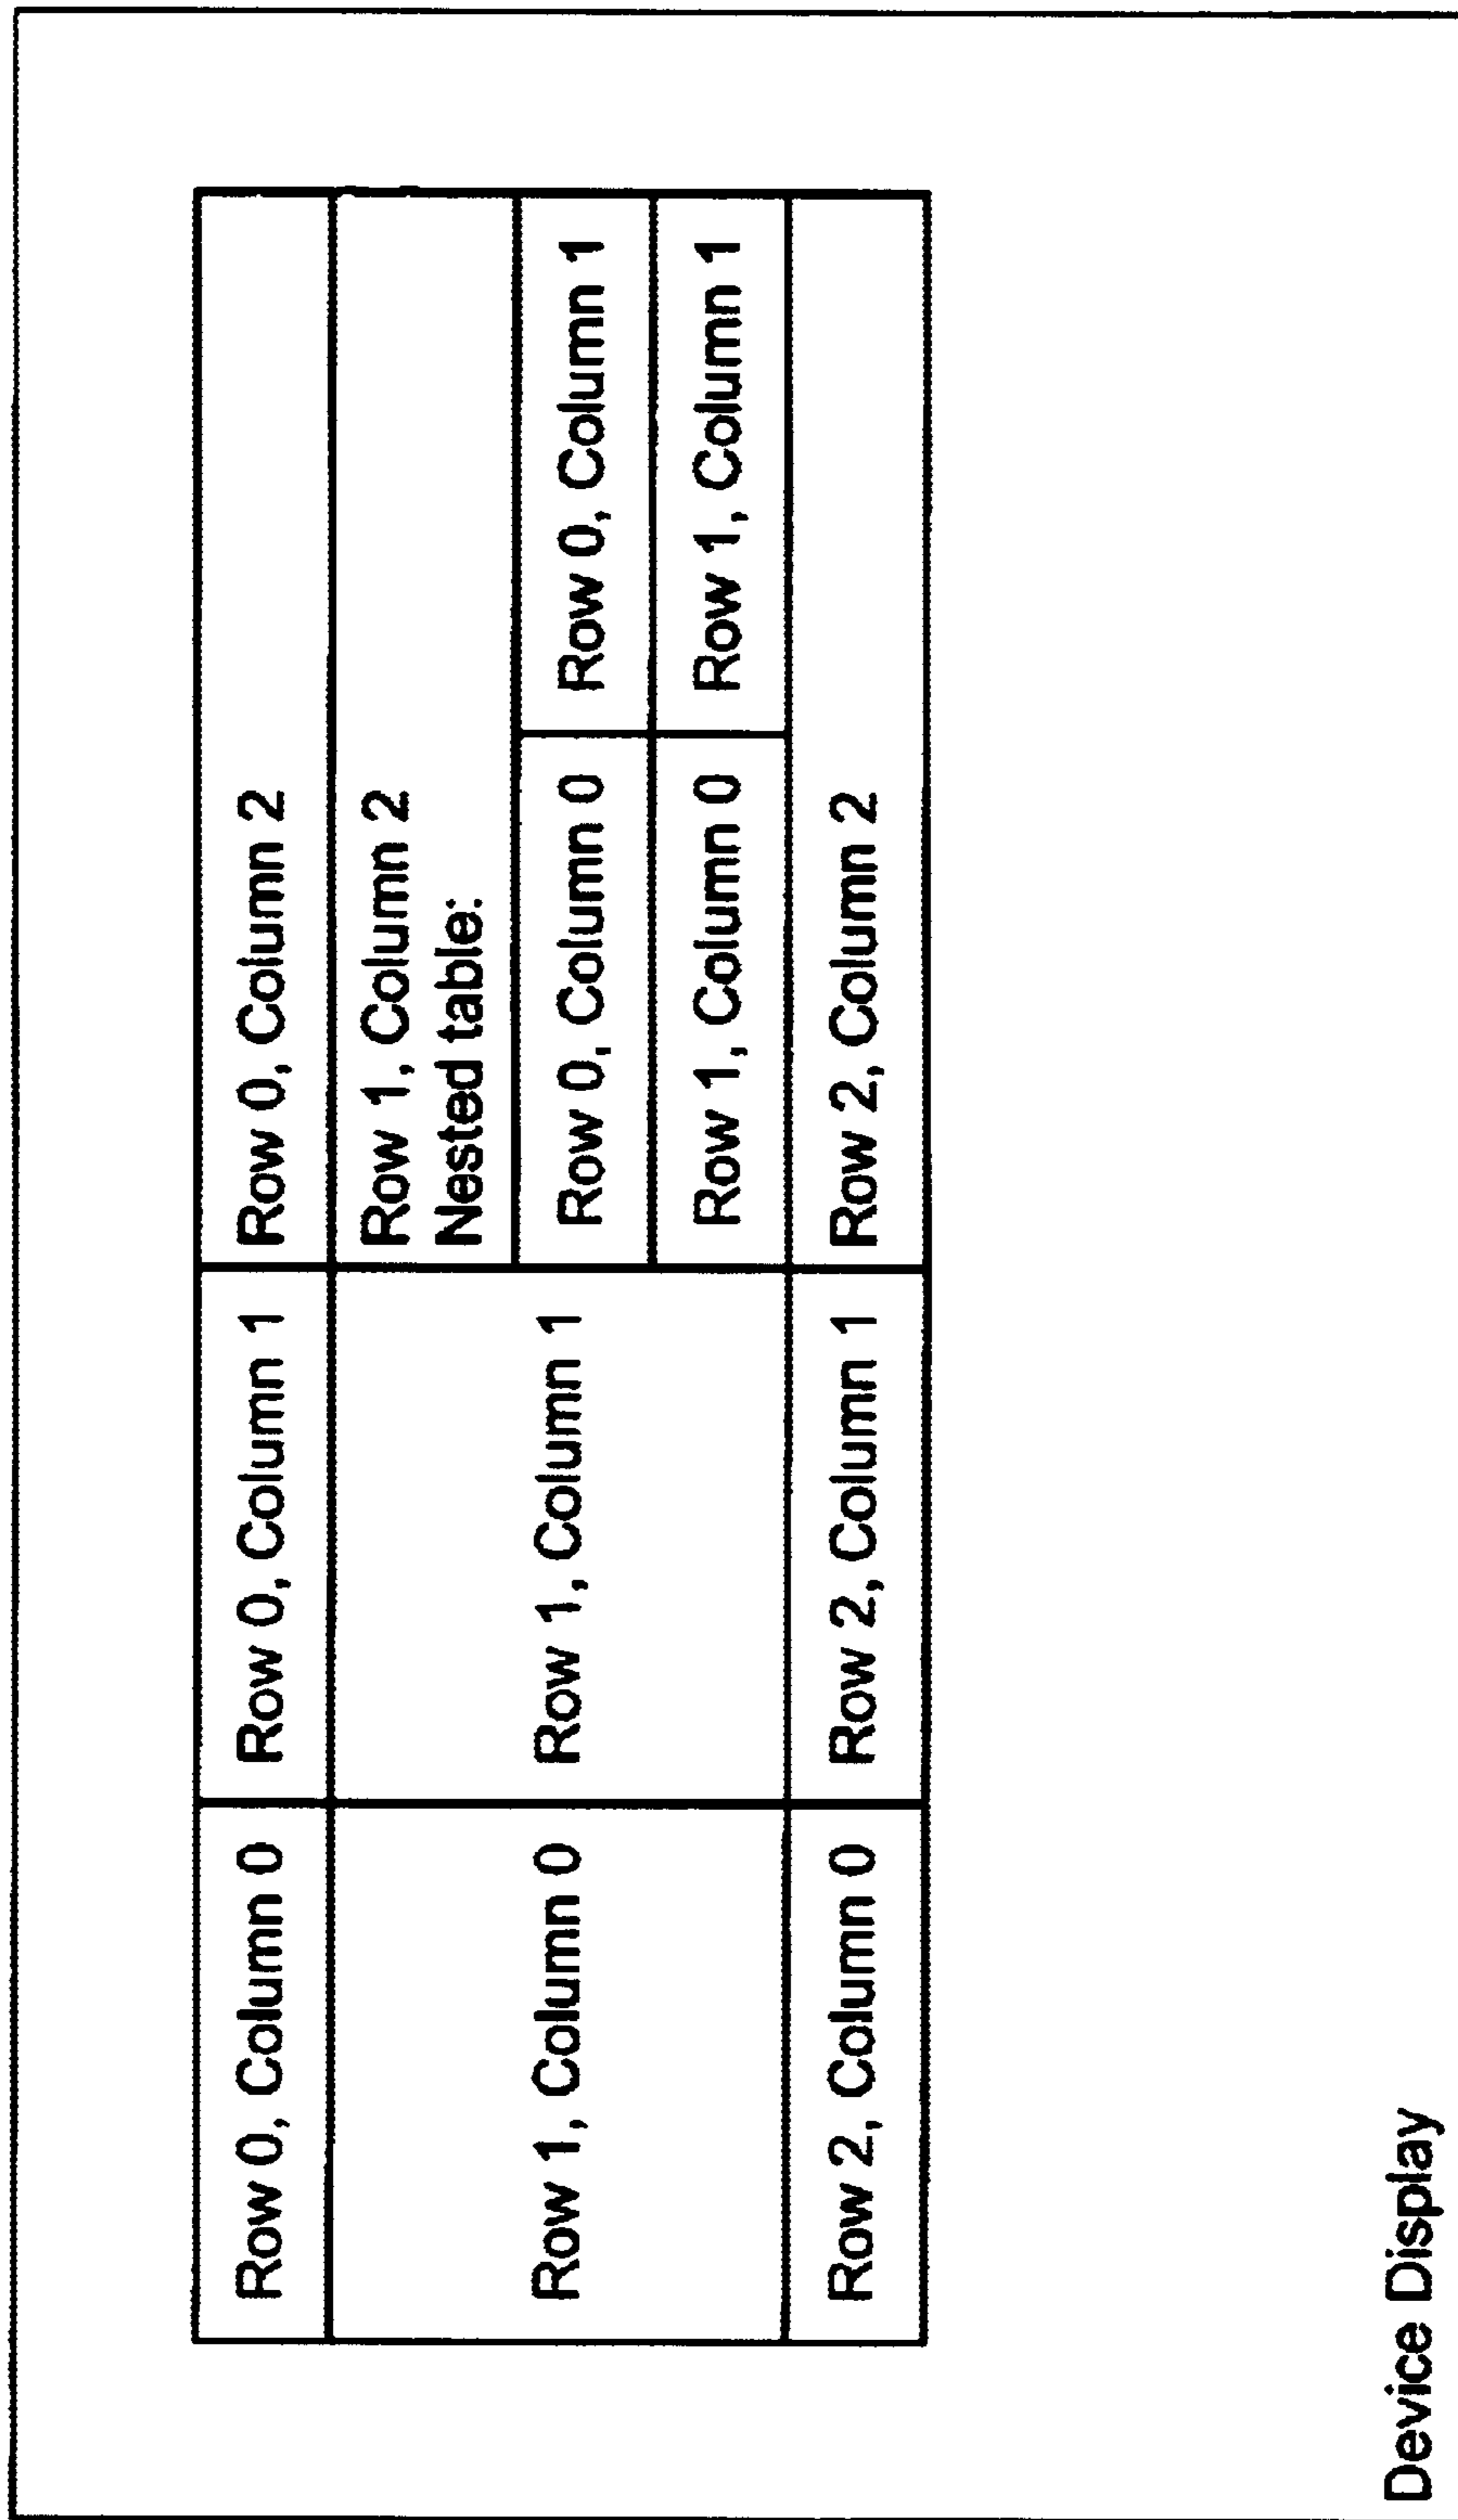 Row 0, Column 0
Row 0, Column 1
Row 0, Column 2
Row 1, Column 0
Row 1, Column 1
Row 1, Column 2
Nested table:
Row 0, Column 0
Row 0, Column 1
Row 1, Column 0
Row 1, Column 1
Row 2, Column 0
Row 2, Column 1
Row 2, Column 2
Device Display